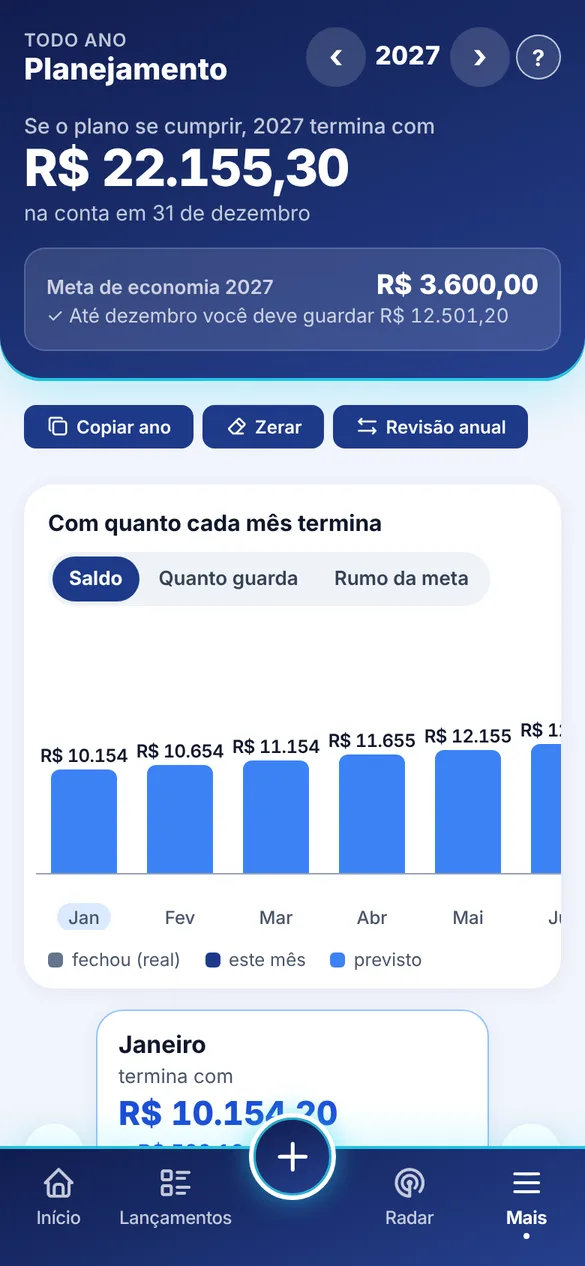 TODO ANO
Planejamento
2027
?
Se o plano se cumprir, 2027 termina com
R$ 22.155,30
na conta em 31 de dezembro
Meta de economia 2027
R$ 3.600,00
✓ Até dezembro você deve guardar R$ 12.501,20
Copiar ano
Zerar
Revisão anual
Com quanto cada mês termina
Saldo
Quanto guarda
Rumo da meta
R$ 10.154
R$ 10.654
R$ 11.154
R$ 11.655
R$ 12.155
Jan
Fev
Mar
Abr
Mai
fechou (real)
este mês
previsto
Janeiro
termina com
R$ 10.154,20
Início
Lançamentos
Radar
Mais